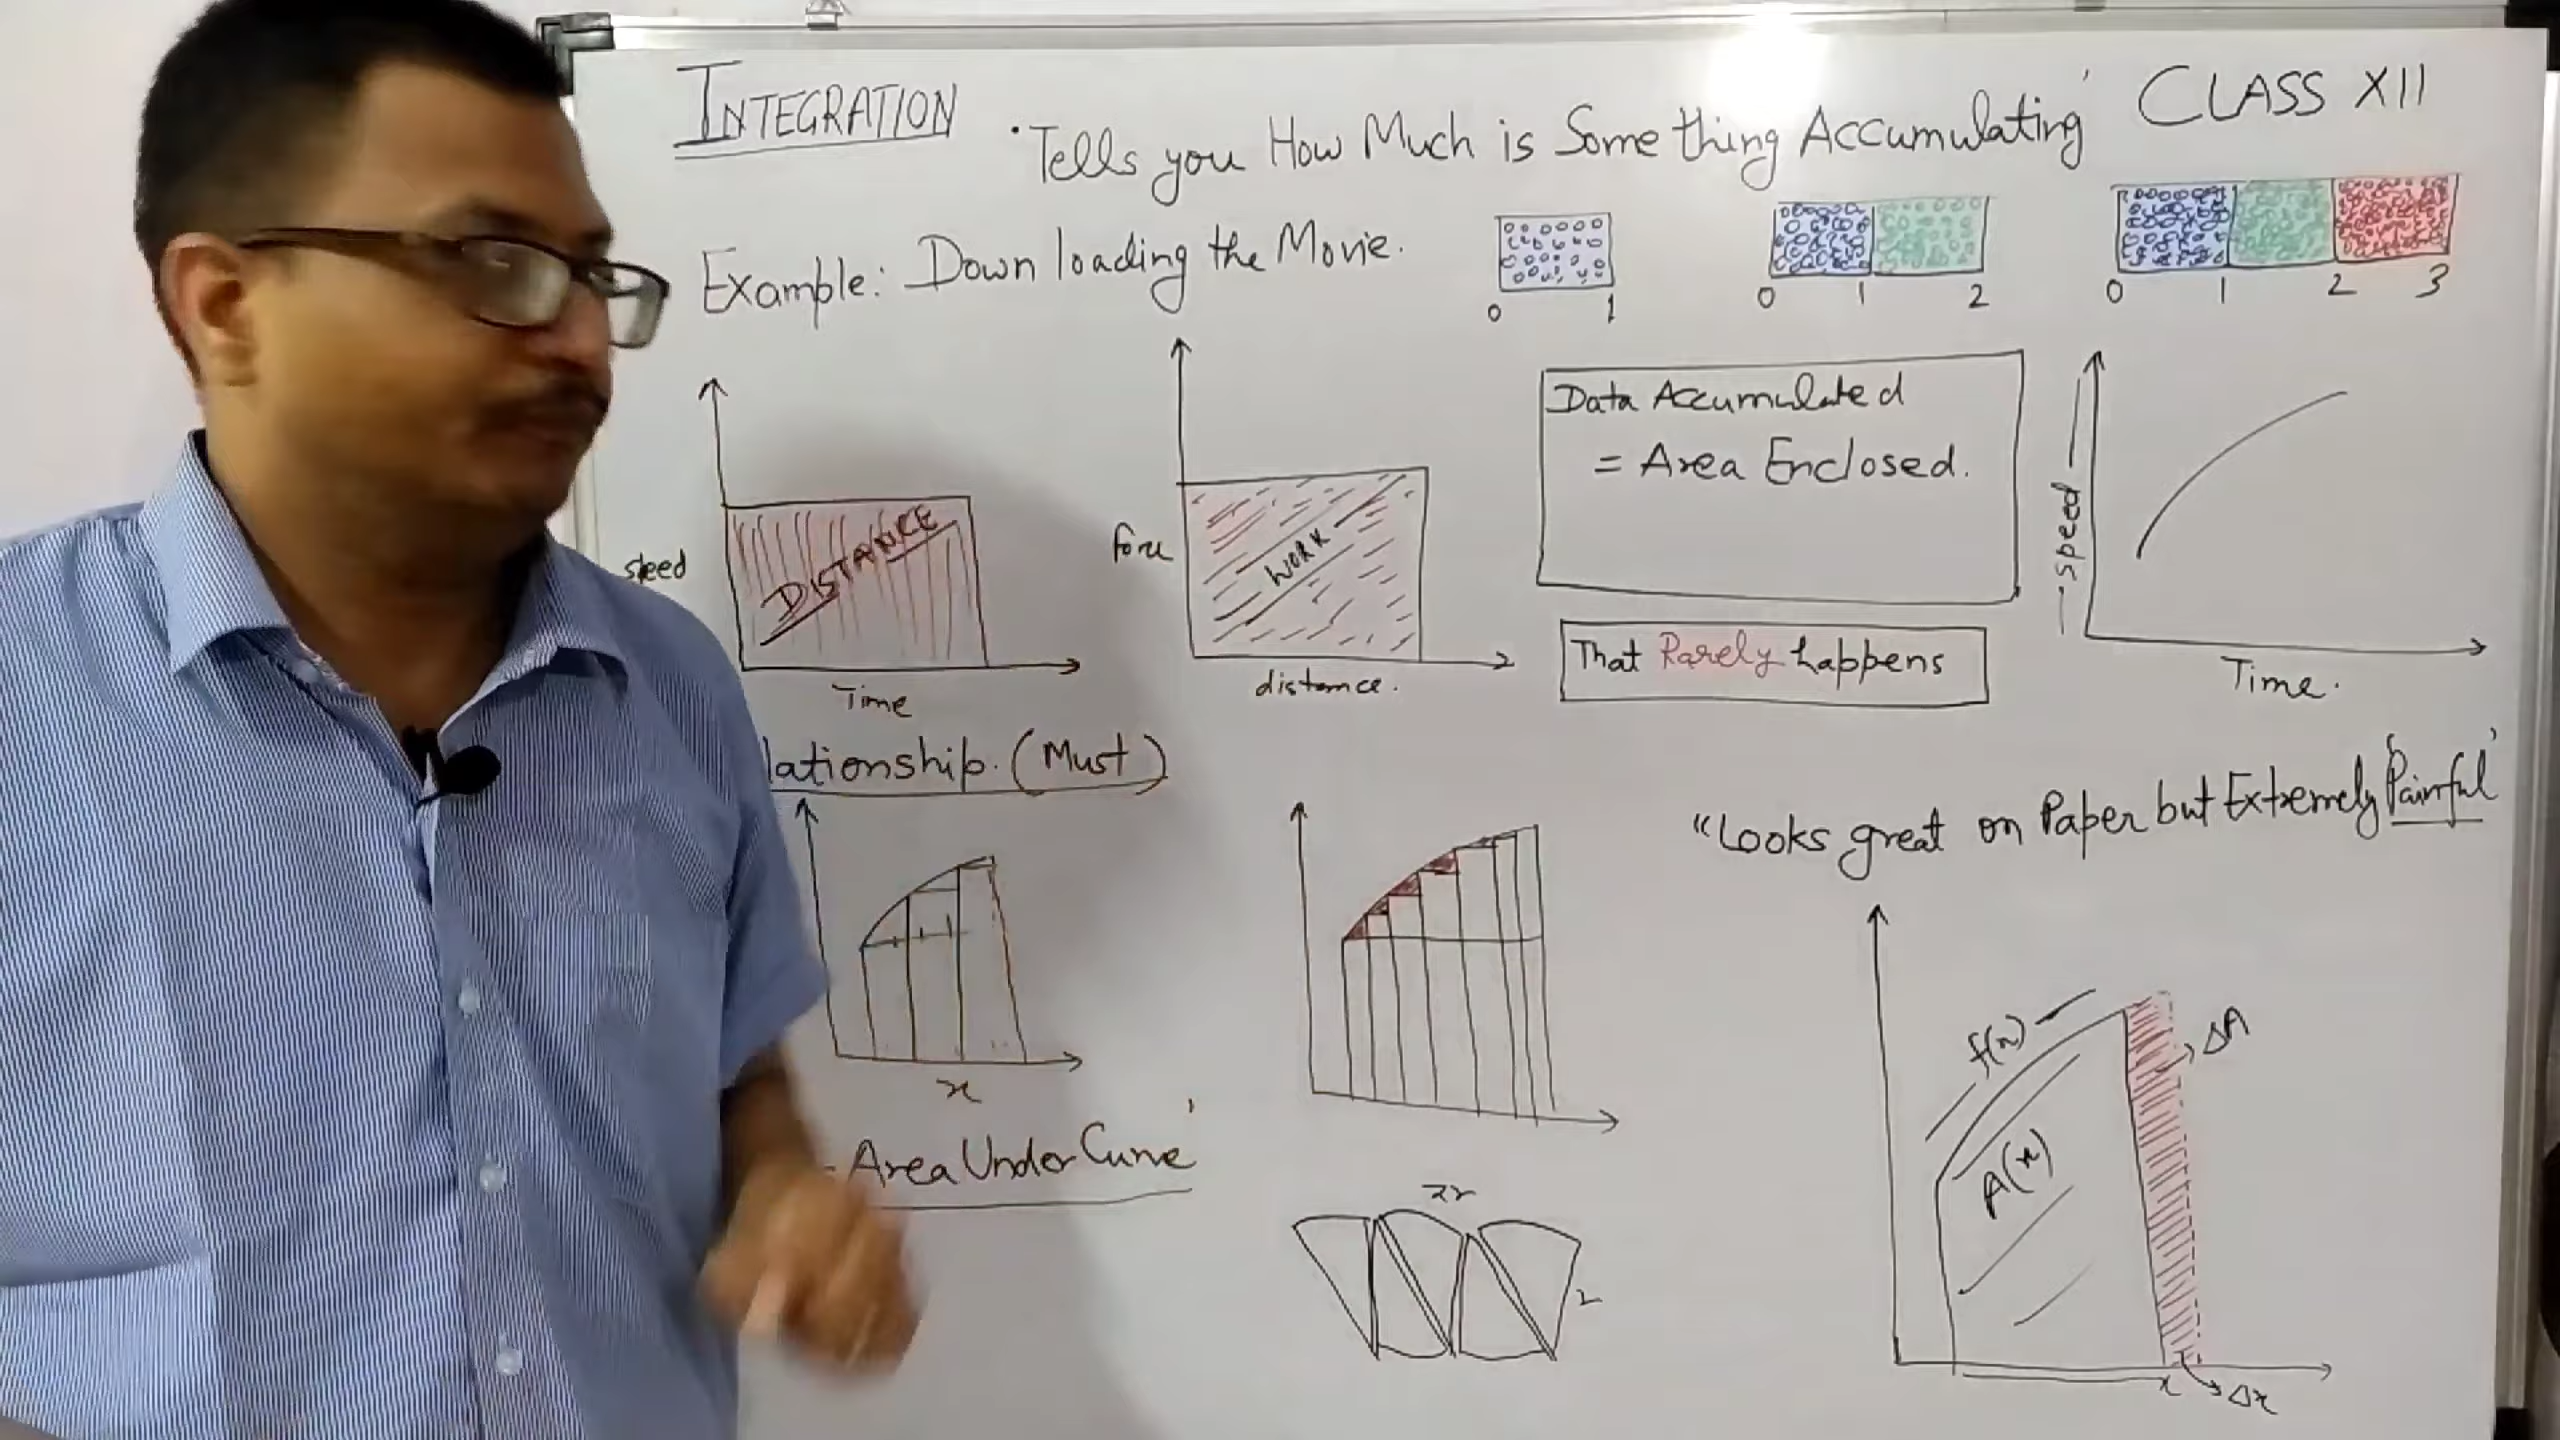 INTEGRATION
'Tells you How Much is Something Accumulating'
CLASS XII
Example: Down loading the Movie.
0 1
0 1 2
0 1 2 3
speed
DISTANCE
Time
force
WORK
distance.
Data Accumulated
= Area Enclosed.
That Rarely happens
speed
Time.
lationship. (Must)
"Looks great on Paper but Extremely Painful'
x
Area Under Curve'
f(x)
A(x)
ΔA
x
Δx